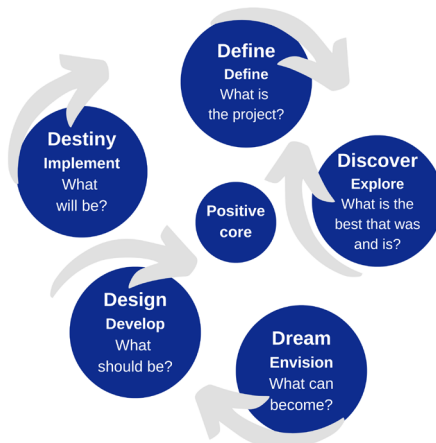 Define
Define
What is
the project?
Discover
Explore
What is the
best that was
and is?
Dream
Envision
What can
become?
Design
Develop
What
should be?
Destiny
Implement
What
will be?
Positive
core